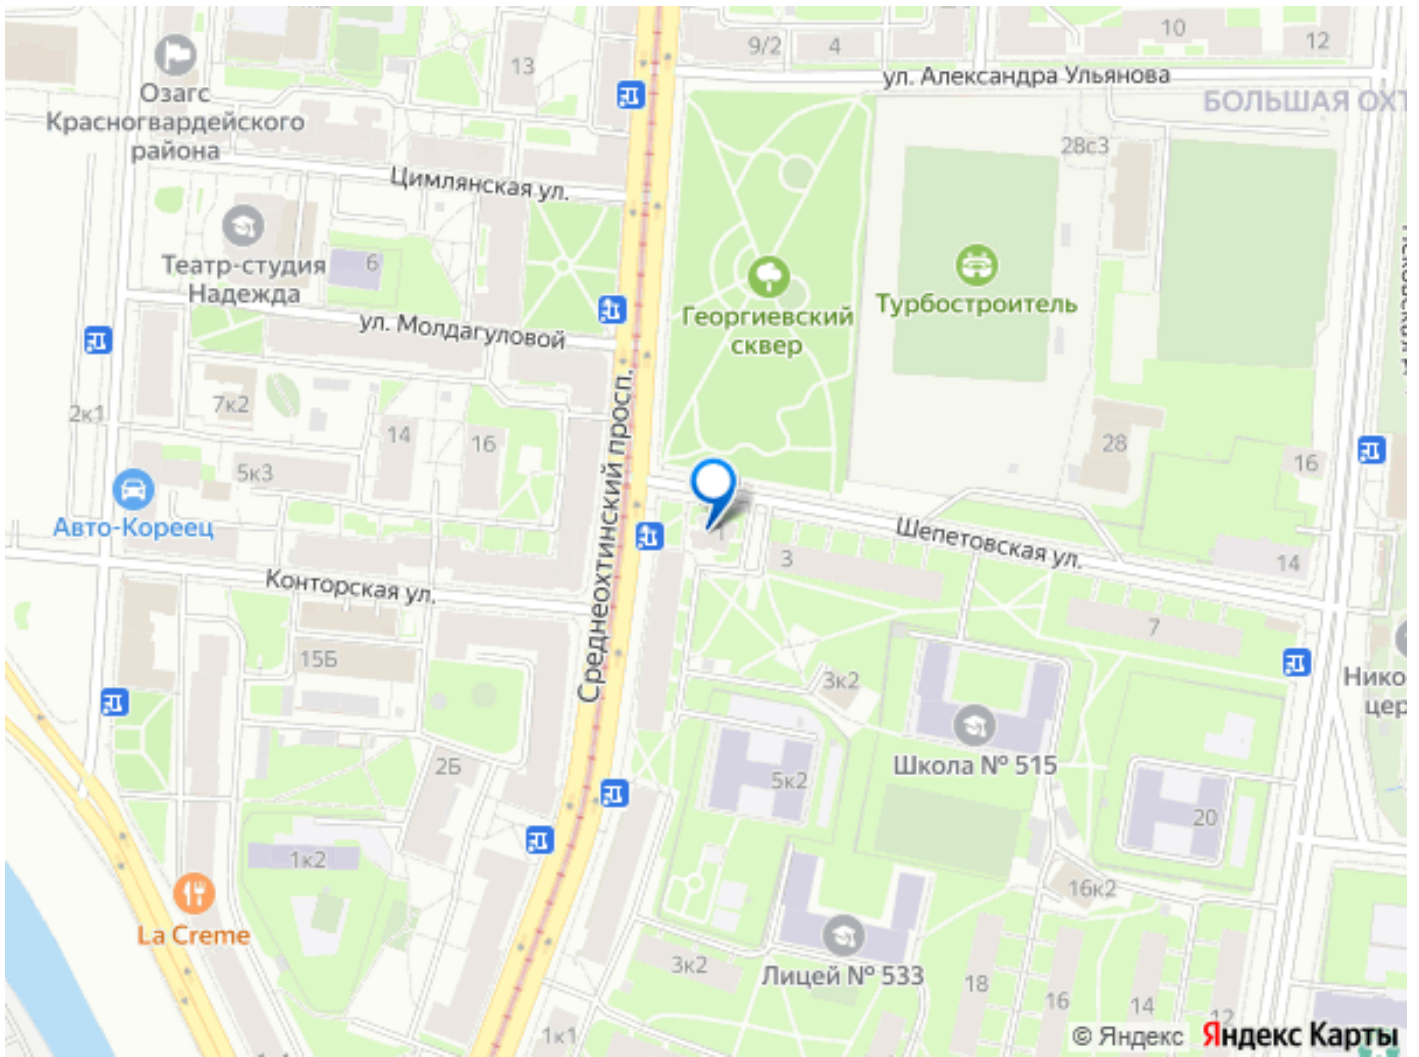 9/2
4
10
12
13
ул. Александра Ульянова
БОЛЬШАЯ ОХТ
Озагс
Красногвардейского
района
28с3
Цимлянская ул.
Театр-студия
Надежда
6
Георгиевский
сквер
Турбостроитель
ул. Молдагуловой
Среднеохтинский просп.
2к1
7к2
14
16
5к3
28
16
Авто-Кореец
1
3
Шепетовская ул.
14
Конторская ул.
7
15Б
3к2
Нико
цер
Школа № 515
2Б
5к2
20
1к2
16к2
La Creme
3к2
Лицей № 533
18
16
14
12
1к1
© Яндекс Яндекс Карты